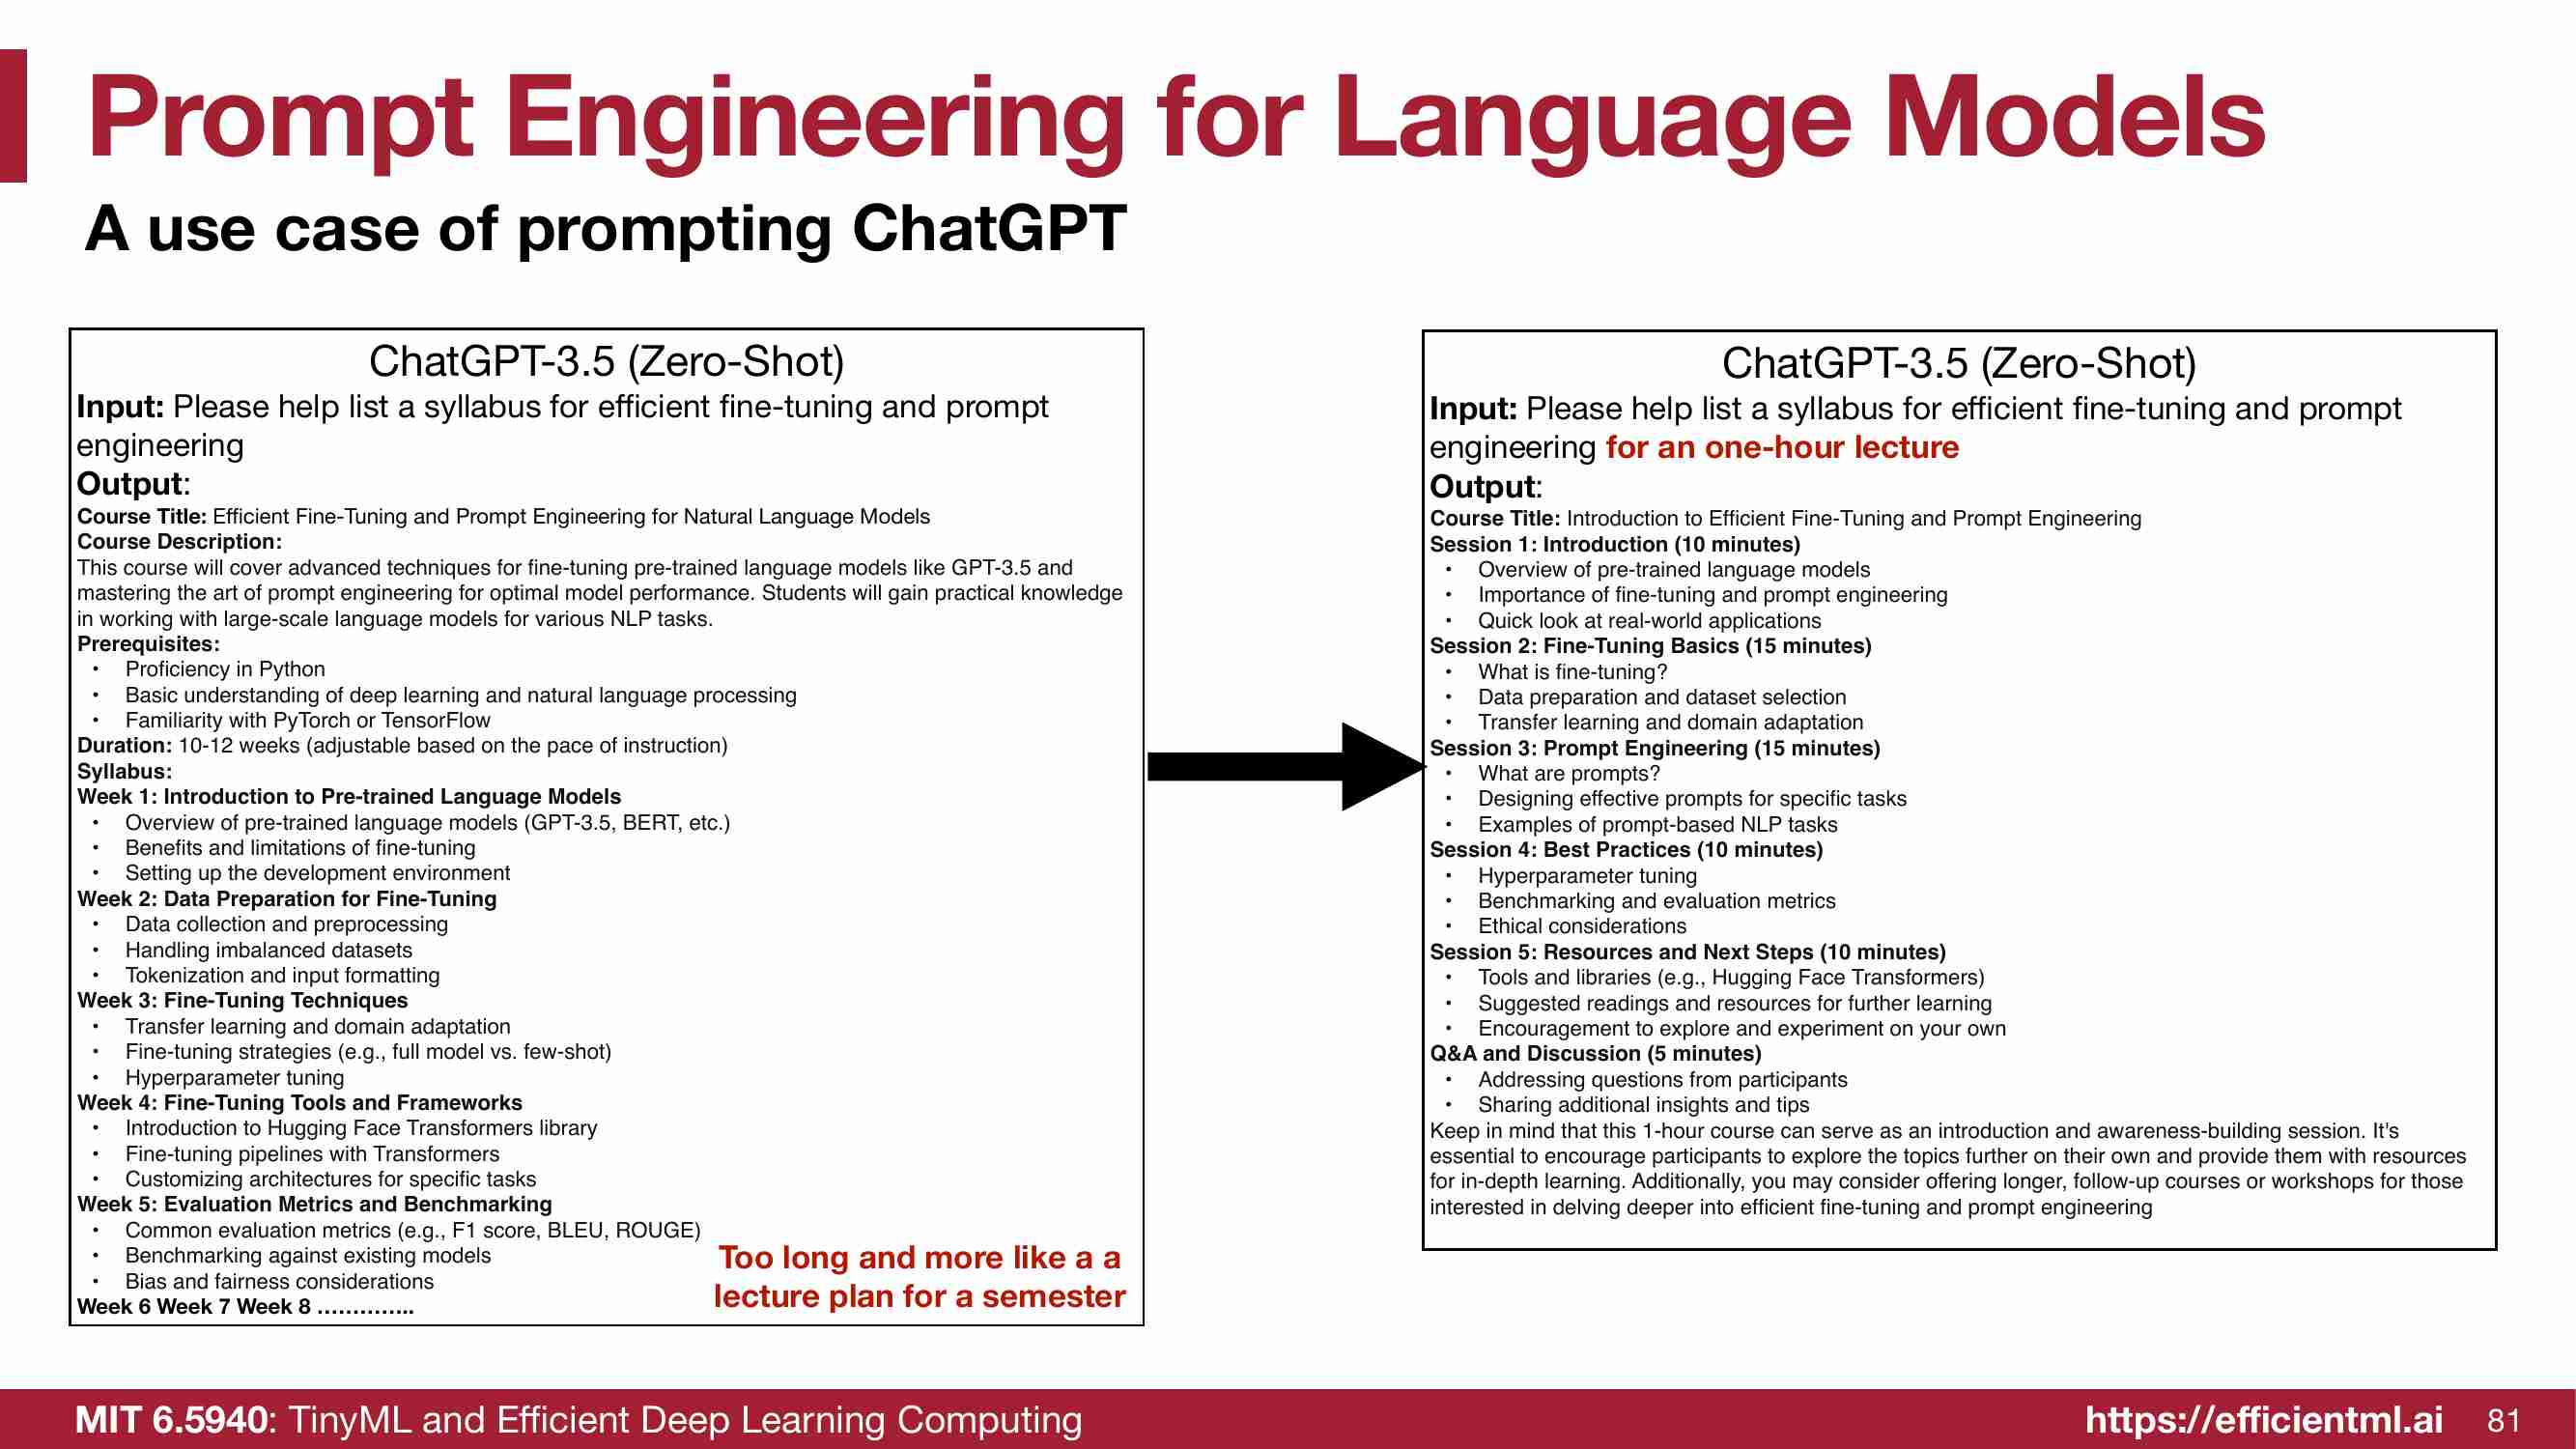 Prompt Engineering for Language Models
A use case of prompting ChatGPT
ChatGPT-3.5 (Zero-Shot)
Input: Please help list a syllabus for efficient fine-tuning and prompt
engineering
Output:
Course Title: Efficient Fine-Tuning and Prompt Engineering for Natural Language Models
Course Description:
This course will cover advanced techniques for fine-tuning pre-trained language models like GPT-3.5 and
mastering the art of prompt engineering for optimal model performance. Students will gain practical knowledge
in working with large-scale language models for various NLP tasks.
Prerequisites:
• Proficiency in Python
• Basic understanding of deep learning and natural language processing
• Familiarity with PyTorch or TensorFlow
Duration: 10-12 weeks (adjustable based on the pace of instruction)
Syllabus:
Week 1: Introduction to Pre-trained Language Models
• Overview of pre-trained language models (GPT-3.5, BERT, etc.)
• Benefits and limitations of fine-tuning
• Setting up the development environment
Week 2: Data Preparation for Fine-Tuning
• Data collection and preprocessing
• Handling imbalanced datasets
• Tokenization and input formatting
Week 3: Fine-Tuning Techniques
• Transfer learning and domain adaptation
• Fine-tuning strategies (e.g., full model vs. few-shot)
• Hyperparameter tuning
Week 4: Fine-Tuning Tools and Frameworks
• Introduction to Hugging Face Transformers library
• Fine-tuning pipelines with Transformers
• Customizing architectures for specific tasks
Week 5: Evaluation Metrics and Benchmarking
• Common evaluation metrics (e.g., F1 score, BLEU, ROUGE)
• Benchmarking against existing models
• Bias and fairness considerations
Week 6 Week 7 Week 8 …………..
Too long and more like a a
lecture plan for a semester
ChatGPT-3.5 (Zero-Shot)
Input: Please help list a syllabus for efficient fine-tuning and prompt
engineering for an one-hour lecture
Output:
Course Title: Introduction to Efficient Fine-Tuning and Prompt Engineering
Session 1: Introduction (10 minutes)
• Overview of pre-trained language models
• Importance of fine-tuning and prompt engineering
• Quick look at real-world applications
Session 2: Fine-Tuning Basics (15 minutes)
• What is fine-tuning?
• Data preparation and dataset selection
• Transfer learning and domain adaptation
Session 3: Prompt Engineering (15 minutes)
• What are prompts?
• Designing effective prompts for specific tasks
• Examples of prompt-based NLP tasks
Session 4: Best Practices (10 minutes)
• Hyperparameter tuning
• Benchmarking and evaluation metrics
• Ethical considerations
Session 5: Resources and Next Steps (10 minutes)
• Tools and libraries (e.g., Hugging Face Transformers)
• Suggested readings and resources for further learning
• Encouragement to explore and experiment on your own
Q&A and Discussion (5 minutes)
• Addressing questions from participants
• Sharing additional insights and tips
Keep in mind that this 1-hour course can serve as an introduction and awareness-building session. It's
essential to encourage participants to explore the topics further on their own and provide them with resources
for in-depth learning. Additionally, you may consider offering longer, follow-up courses or workshops for those
interested in delving deeper into efficient fine-tuning and prompt engineering
MIT 6.5940: TinyML and Efficient Deep Learning Computing
https://efficientml.ai
81